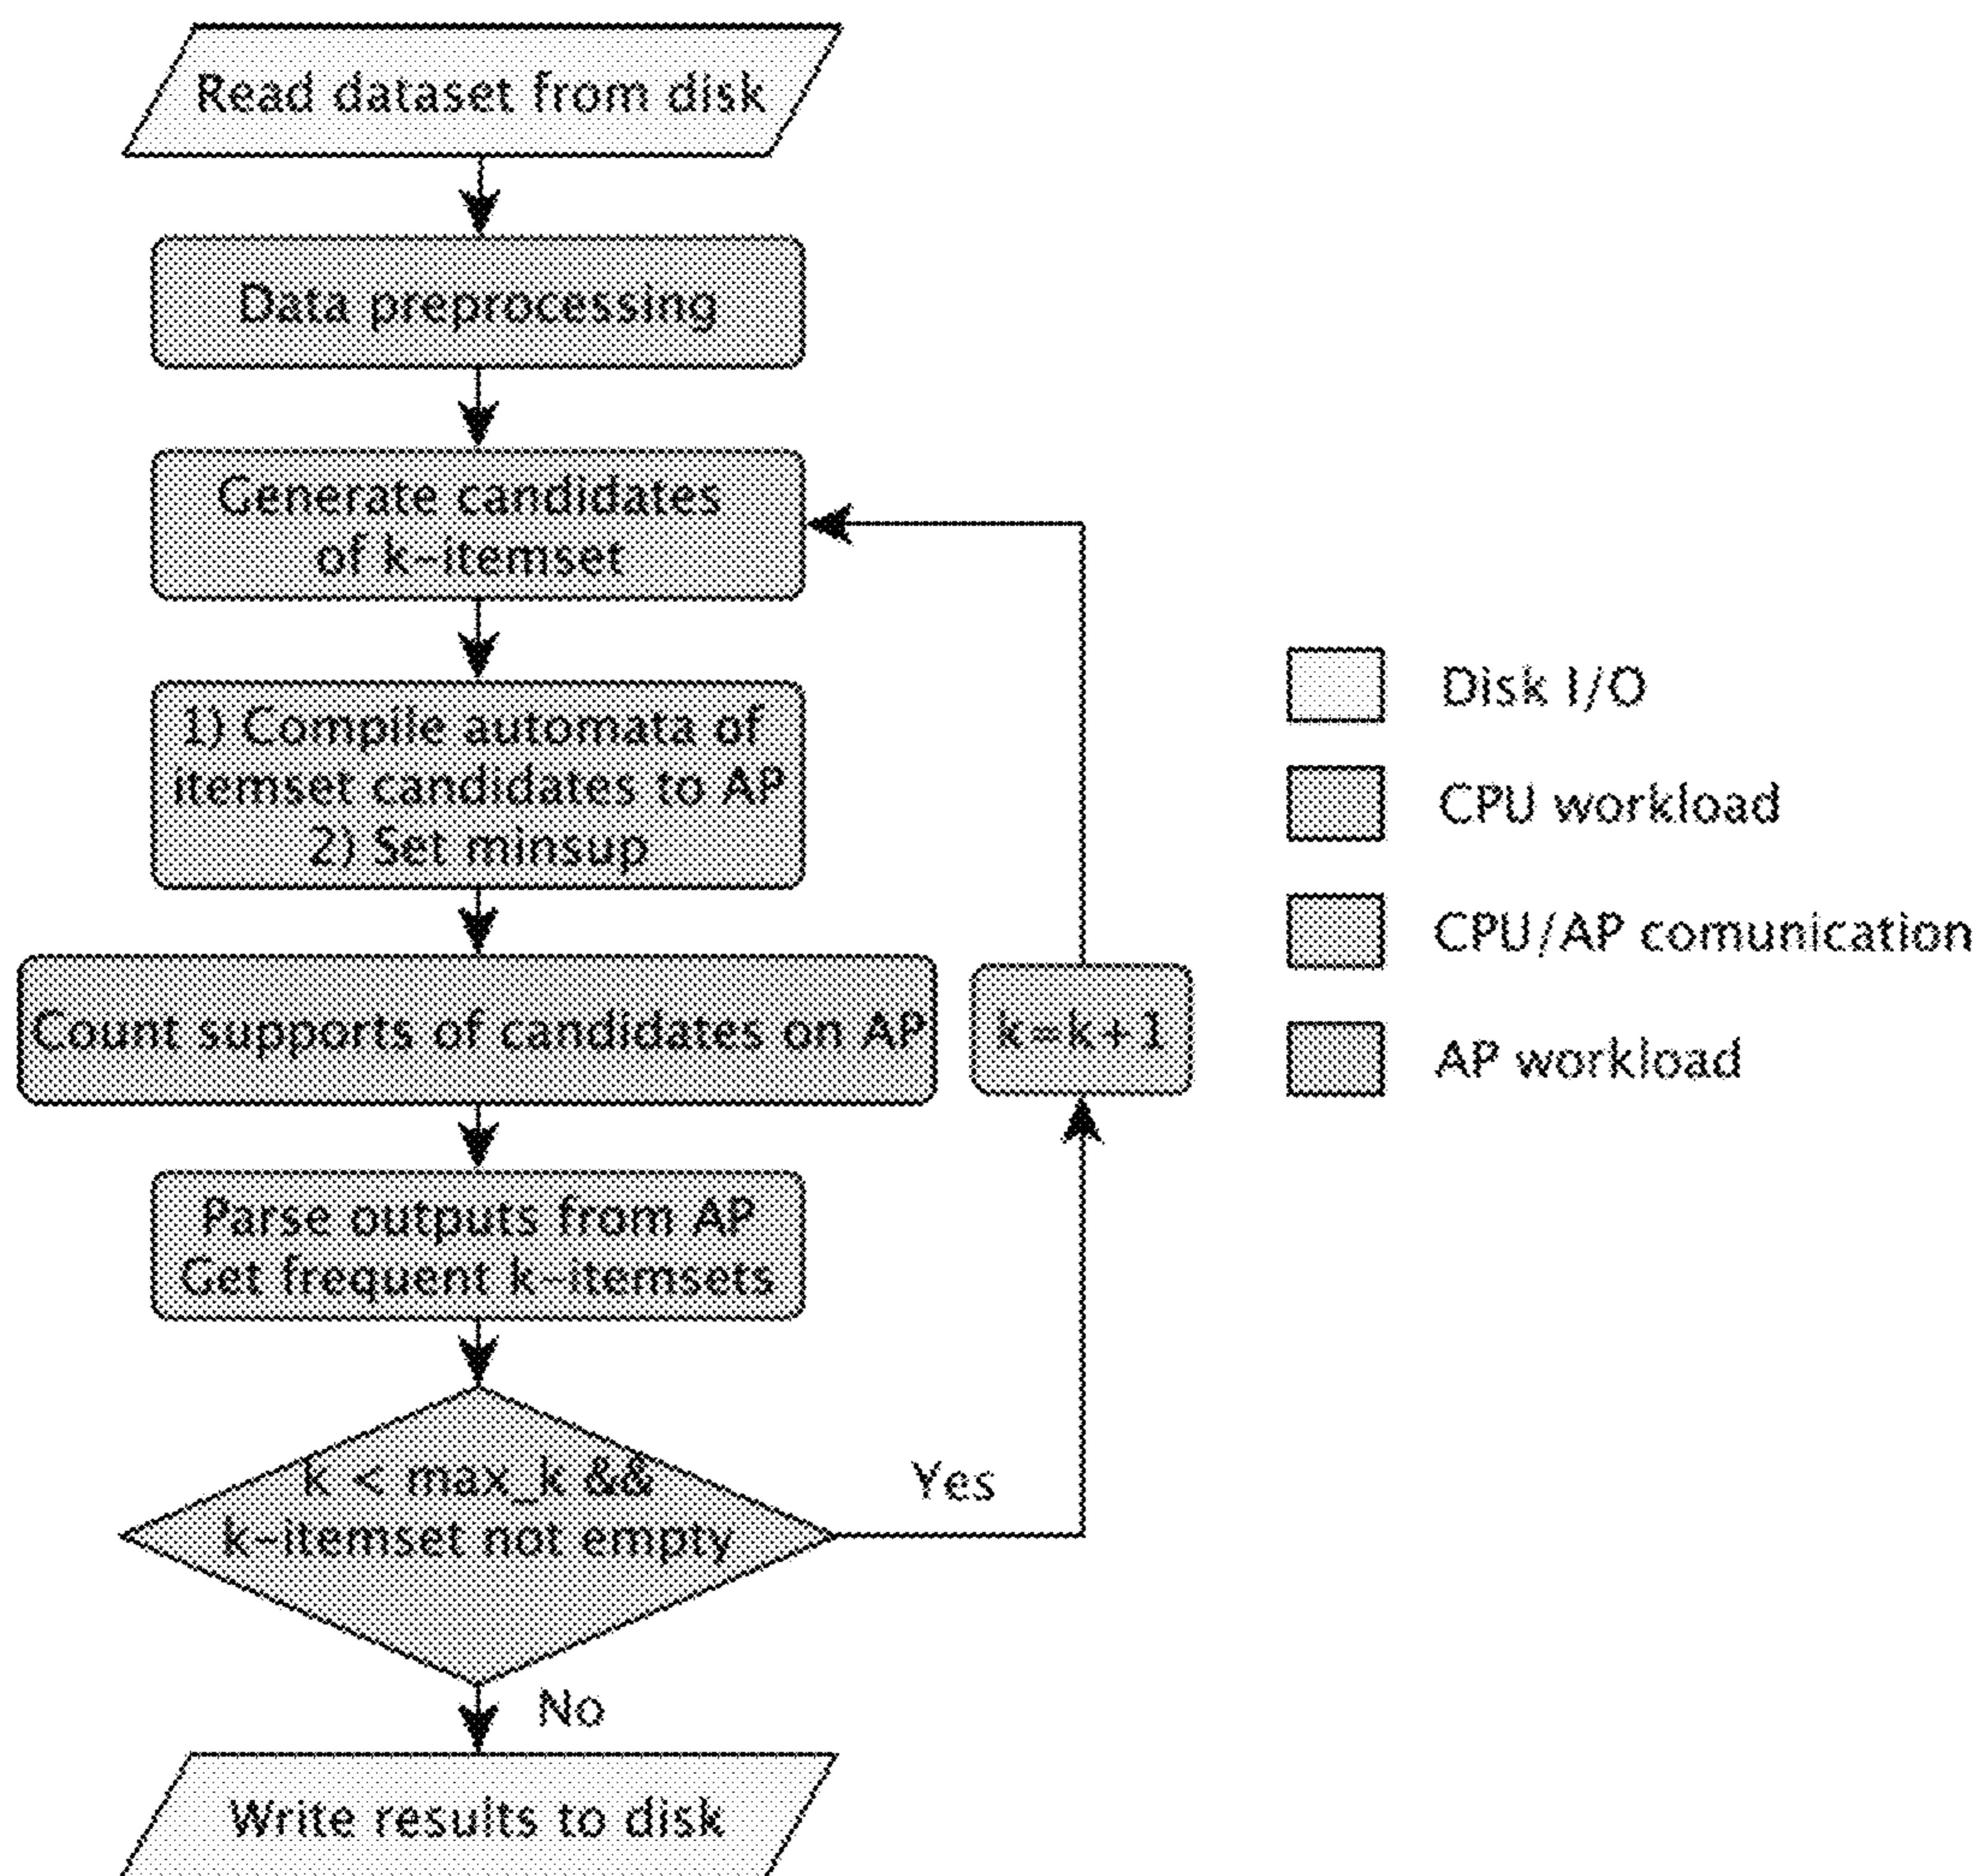 Read dataset from disk
Data preprocessing
Generate candidates
of k-itemset
1) Compile automata of
itemset candidates to AP
2) Set minsup
Count supports of candidates on AP
k=k+1
Parse outputs from AP
Get frequent k-itemsets
k < max_k &&
k-itemset not empty
Yes
No
Write results to disk
Disk I/O
CPU workload
CPU/AP comunication
AP workload